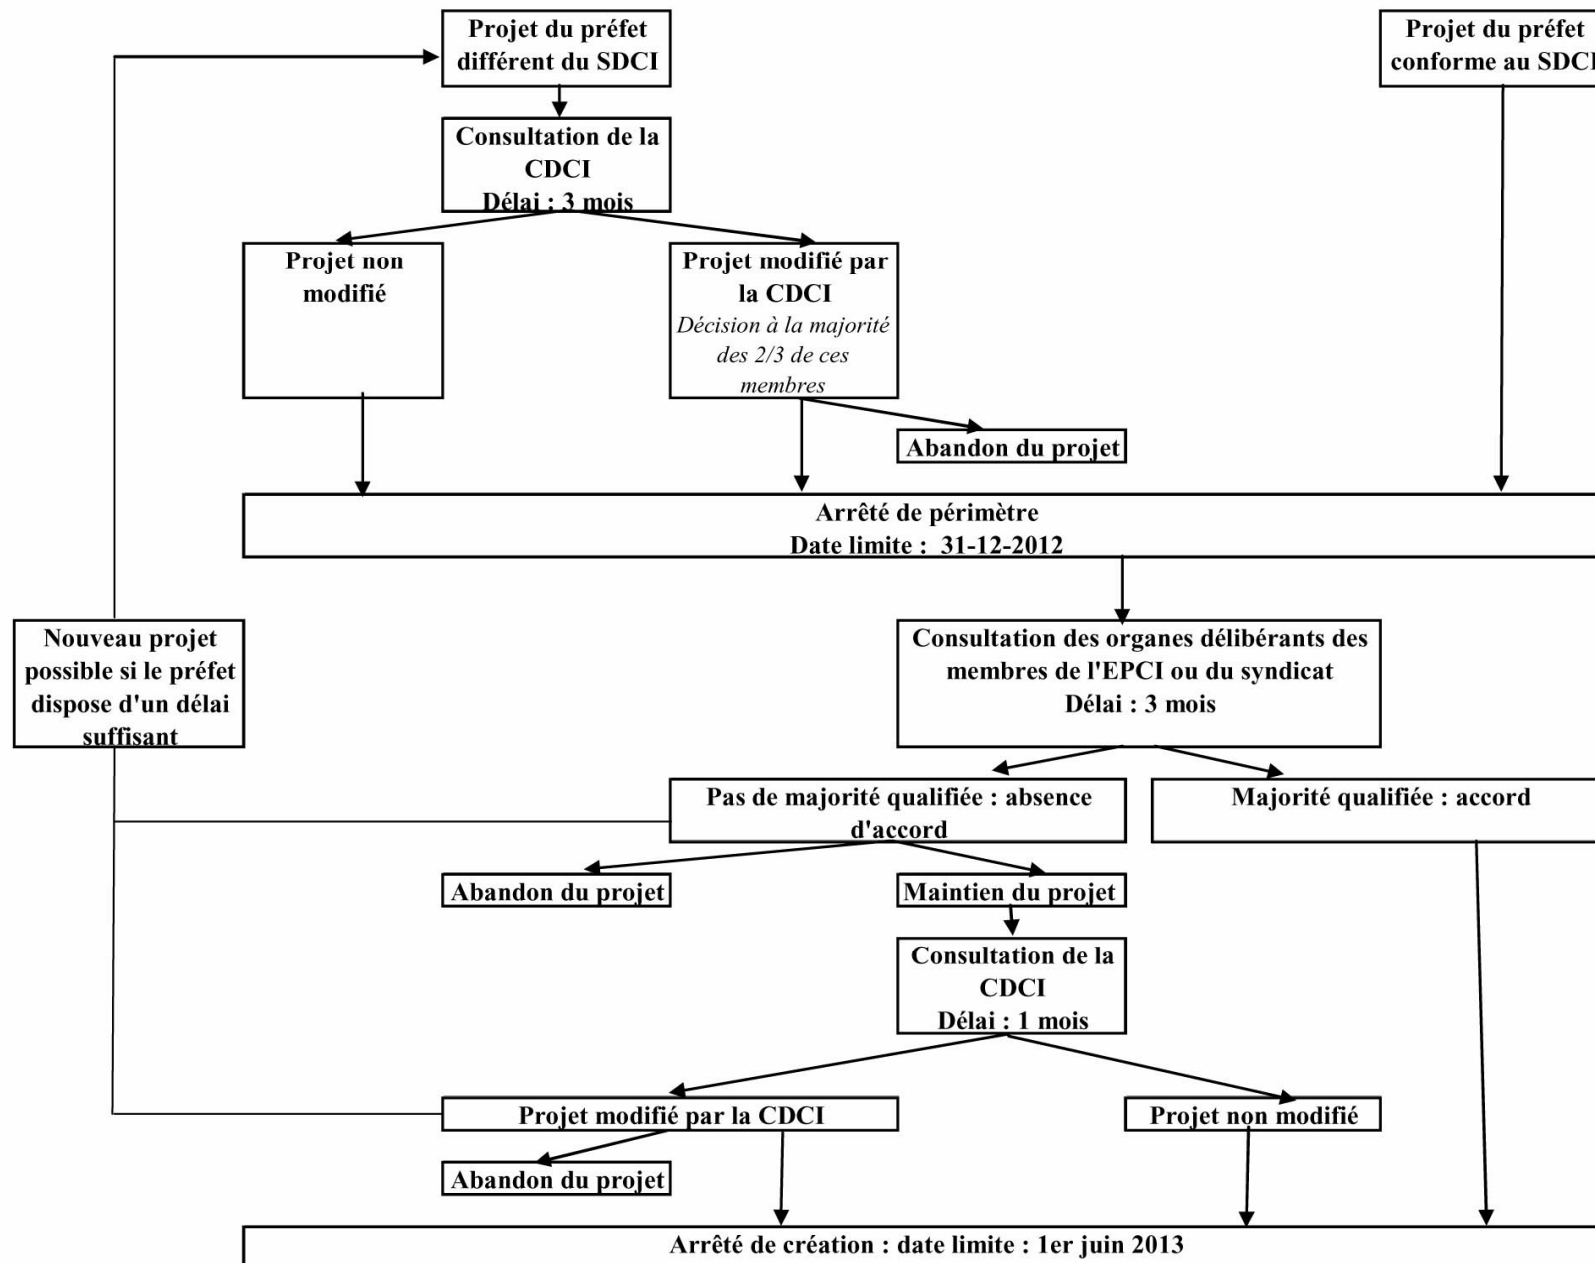 Projet du préfet
différent du SDCI
Projet du préfet
conforme au SDCI
Consultation de la
CDCI
Délai : 3 mois
Projet non
modifié
Projet modifié par
la CDCI
Décision à la majorité
des 2/3 de ces
membres
Abandon du projet
Arrêté de périmètre
Date limite : 31-12-2012
Nouveau projet
possible si le préfet
dispose d'un délai
suffisant
Consultation des organes délibérants des
membres de l'EPCI ou du syndicat
Délai : 3 mois
Pas de majorité qualifiée : absence
d'accord
Majorité qualifiée : accord
Abandon du projet
Maintien du projet
Consultation de la
CDCI
Délai : 1 mois
Projet modifié par la CDCI
Projet non modifié
Abandon du projet
Arrêté de création : date limite : 1er juin 2013